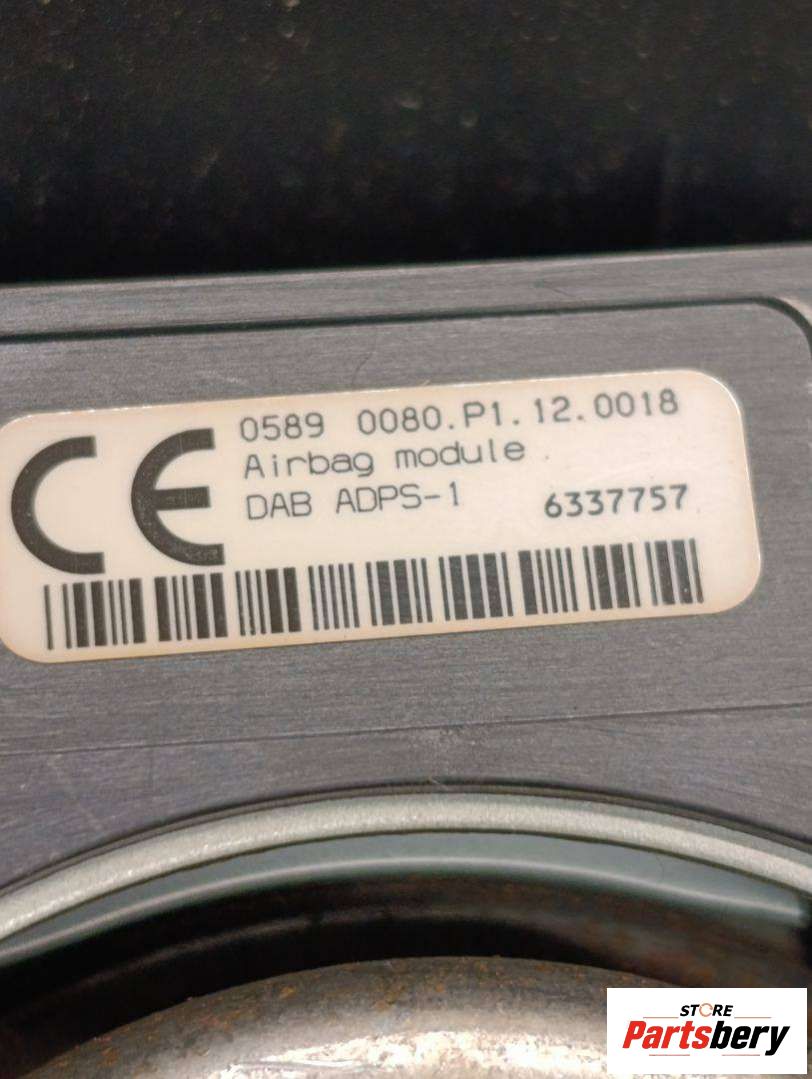 CE
0589 0080.P1.12.0018
Airbag module
DAB ADPS-1 6337757
STORE
Partsbery